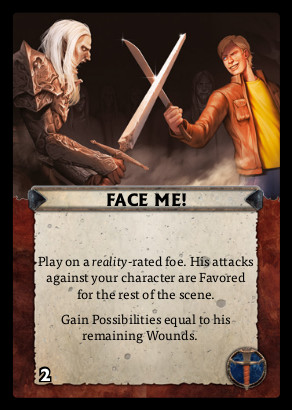 FACE ME!
Play on a reality-rated foe. His attacks
against your character are Favored
for the rest of the scene.
Gain Possibilities equal to his
remaining Wounds.
2